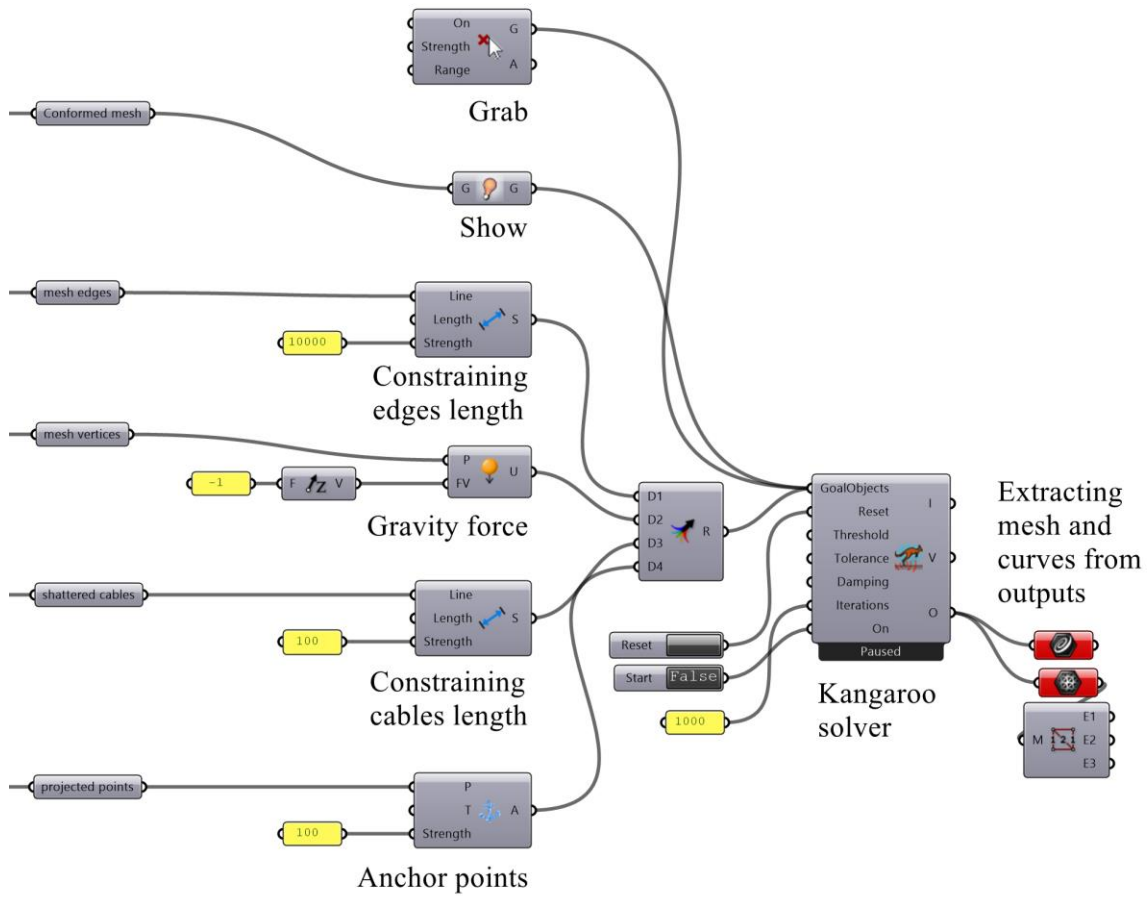 On
Strength
Range
G
A
Grab
Conformed mesh
G
G
Show
mesh edges
Line
Length
Strength
S
10000
Constraining
edges length
mesh vertices
P
FV
U
-1
F
Z
V
Gravity force
D1
D2
D3
D4
R
shattered cables
Line
Length
Strength
S
100
Constraining
cables length
projected points
P
T
Strength
A
100
Anchor points
GoalObjects
Reset
Threshold
Tolerance
Damping
Iterations
On
I
V
O
Paused
Reset
Start
False
1000
Kangaroo
solver
Extracting
mesh and
curves from
outputs
M
1 2 1
E1
E2
E3